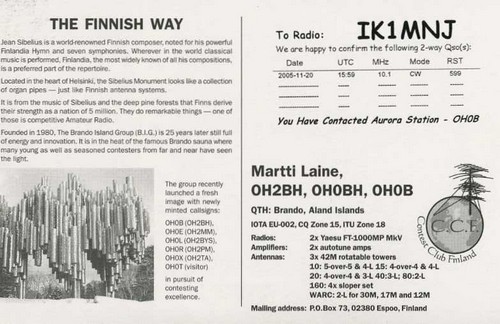 THE FINNISH WAY
Jean Sibelius is a world-renowned Finnish composer, noted for his powerful
Finlandia Hymn and seven symphonies. Wherever in the world classical
music is performed, Finlandia, the most widely known of all his compositions,
is a preferred part of the repertoire.
Located in the heart of Helsinki, the Sibelius Monument looks like a collection
of organ pipes — just like Finnish antenna systems.
It is from the music of Sibelius and the deep pine forests that Finns derive
their strength as a nation of 5 million. They do remarkable things — one of
those is competitive Amateur Radio.
Founded in 1980, The Brando Island Group (B.I.G.) is 25 years later still full
of energy and innovation. It is in the heat of the famous Brando sauna where
many young as well as seasoned contesters from far and near have seen
the light.
The group recently
launched a fresh
image with newly
minted callsigns:
OH0B (OH2BH),
OH0E (OH2MM),
OH0L (OH2BYS),
OH0R (OH2PM),
OH0X (OH2TA),
OH0T (visitor)
in pursuit of
contesting
excellence.
To Radio: IK1MNJ
We are happy to confirm the following 2-way Qso(s):
Date UTC MHz Mode RST
2005-11-20 15:59 10.1 CW 599
You Have Contacted Aurora Station - OH0B
Martti Laine,
OH2BH, OH0BH, OH0B
QTH: Brando, Aland Islands
IOTA EU-002, CQ Zone 15, ITU Zone 18
Radios: 2x Yaesu FT-1000MP MkV
Amplifiers: 2x autotune amps
Antennas: 3x 42M rotatable towers
10: 5-over-5 & 4-L 15: 4-over-4 & 4-L
20: 4-over-4 & 3-L 40:3-L; 80:2-L
160: 4x sloper set
WARC: 2-L for 30M, 17M and 12M
Mailing address: P.O.Box 73, 02380 Espoo, Finland
C.C.F.
Contest Club Finland